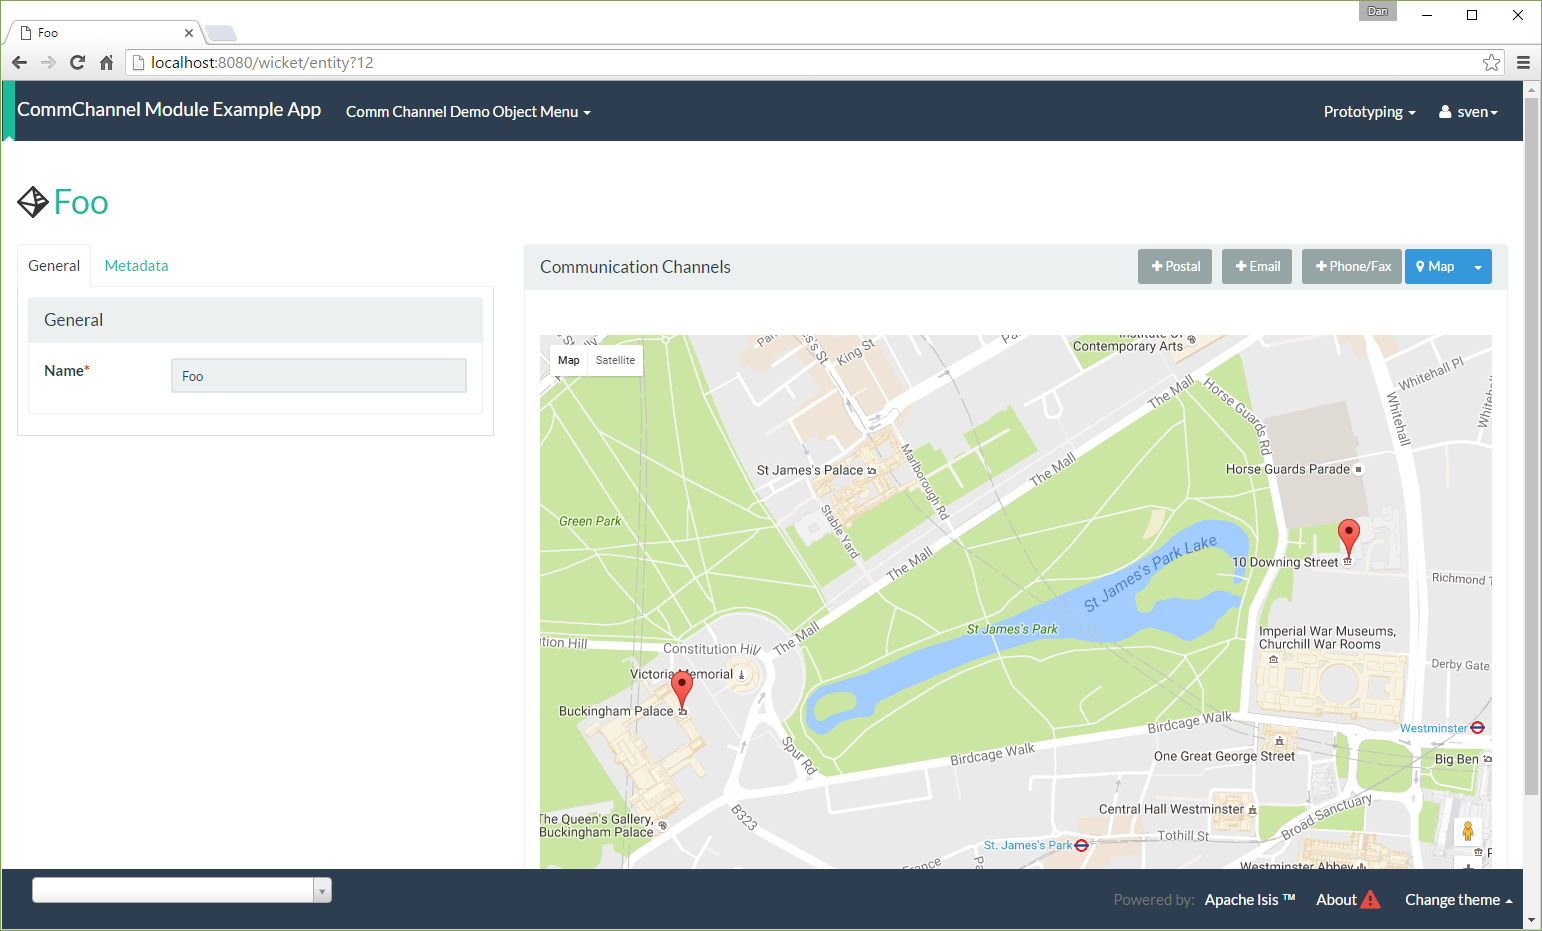 Dan
Foo
localhost:8080/wicket/entity?12
CommChannel Module Example App
Comm Channel Demo Object Menu
Prototyping
sven
Foo
General
Metadata
General
Name*
Foo
Communication Channels
Postal
Email
Phone/Fax
Map
Map
Satellite
King St
Contemporary Arts
The Mall
Horse Guards Rd
Whitehall Pl
Whitehall
St James's Palace
Marlborough Rd
The Mall
Horse Guards Parade
Green Park
Stable Yard
The Mall
St James's Park Lake
10 Downing Street
Richmond T
St James's Park
Imperial War Museums,
Churchill War Rooms
Derby Gate
The Mall
Constitution Hil
Victoria Memorial
Buckingham Palace
Birdcage Walk
Westminster
Spur Rd
Birdcage Walk
One Great George Street
Big Ben
B323
Central Hall Westminster
Broad Sanctuary
The Queen's Gallery,
Buckingham Palace
Tothill St
St. James's Park
France
Westminster Abbey
Powered by:
Apache Isis ™
About
Change theme